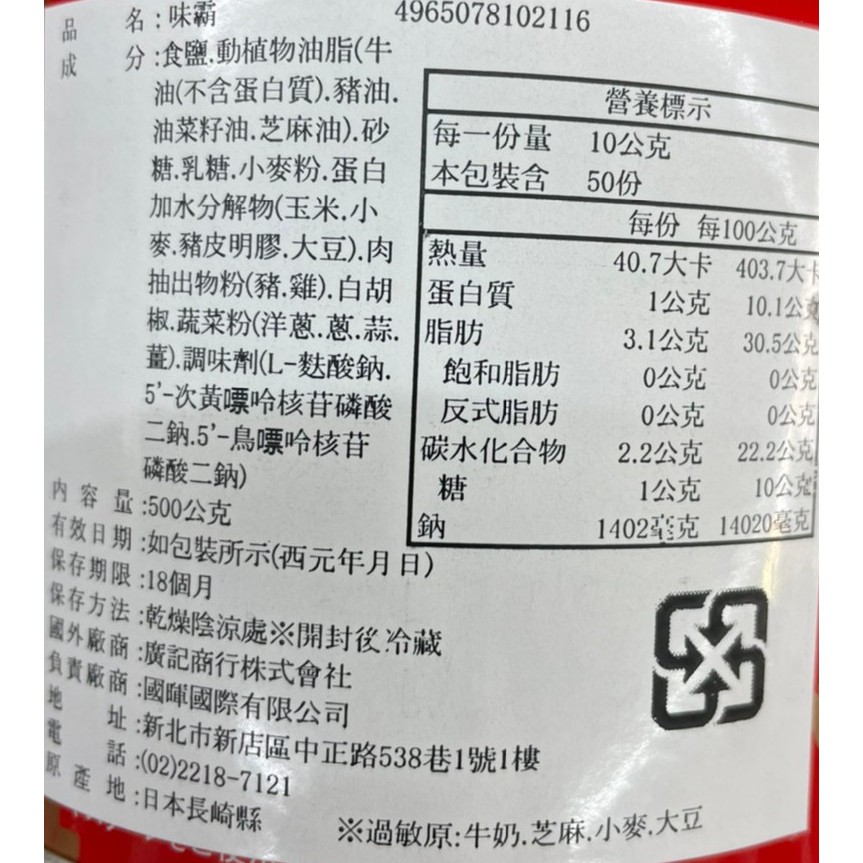 品名:味霸
4965078102116
成分:食鹽.動植物油脂(牛
油(不含蛋白質).豬油.
油菜籽油.芝麻油).砂
糖.乳糖.小麥粉.蛋白
加水分解物(玉米.小
麥.豬皮明膠.大豆).肉
抽出物粉(豬.雞).白胡
椒.蔬菜粉(洋蔥.蔥.蒜.
薑).調味劑(L-麩酸鈉.
5'-次黃嘌呤核苷磷酸
二鈉.5'-鳥嘌呤核苷
磷酸二鈉)
內容量:500公克
有效日期:如包裝所示(西元年月日)
保存期限:18個月
保存方法:乾燥陰涼處※開封後冷藏
國外廠商:廣記商行株式會社
負責廠商:國暉國際有限公司
地址:新北市新店區中正路538巷1號1樓
電話:(02)2218-7121
原產地:日本長崎縣
※過敏原:牛奶.芝麻.小麥.大豆
營養標示
每一份量 10公克
本包裝含 50份
每份 每100公克
熱量 40.7大卡 403.7大卡
蛋白質 1公克 10.1公克
脂肪 3.1公克 30.5公克
飽和脂肪 0公克 0公克
反式脂肪 0公克 0公克
碳水化合物 2.2公克 22.2公克
糖 1公克 10公克
鈉 1402毫克 14020毫克